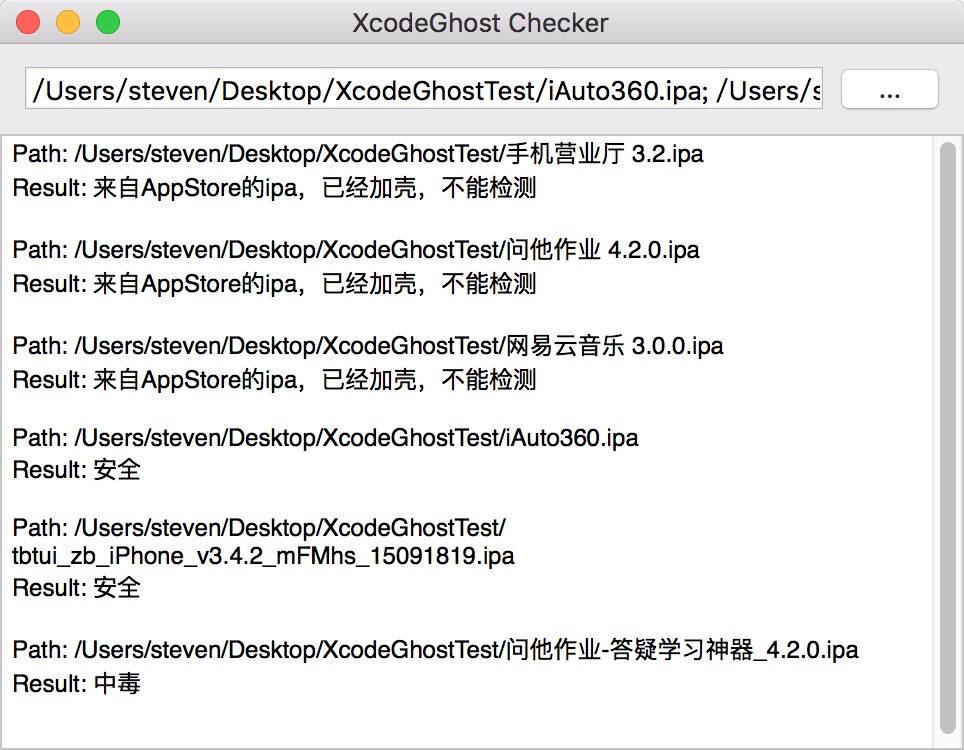 XcodeGhost Checker
/Users/steven/Desktop/XcodeGhostTest/iAuto360.ipa; /Users/s
...
Path: /Users/steven/Desktop/XcodeGhostTest/手机营业厅 3.2.ipa
Result: 来自AppStore的ipa，已经加壳，不能检测
Path: /Users/steven/Desktop/XcodeGhostTest/问他作业 4.2.0.ipa
Result: 来自AppStore的ipa，已经加壳，不能检测
Path: /Users/steven/Desktop/XcodeGhostTest/网易云音乐 3.0.0.ipa
Result: 来自AppStore的ipa，已经加壳，不能检测
Path: /Users/steven/Desktop/XcodeGhostTest/iAuto360.ipa
Result: 安全
Path: /Users/steven/Desktop/XcodeGhostTest/
tbtui_zb_iPhone_v3.4.2_mFMhs_15091819.ipa
Result: 安全
Path: /Users/steven/Desktop/XcodeGhostTest/问他作业-答疑学习神器_4.2.0.ipa
Result: 中毒